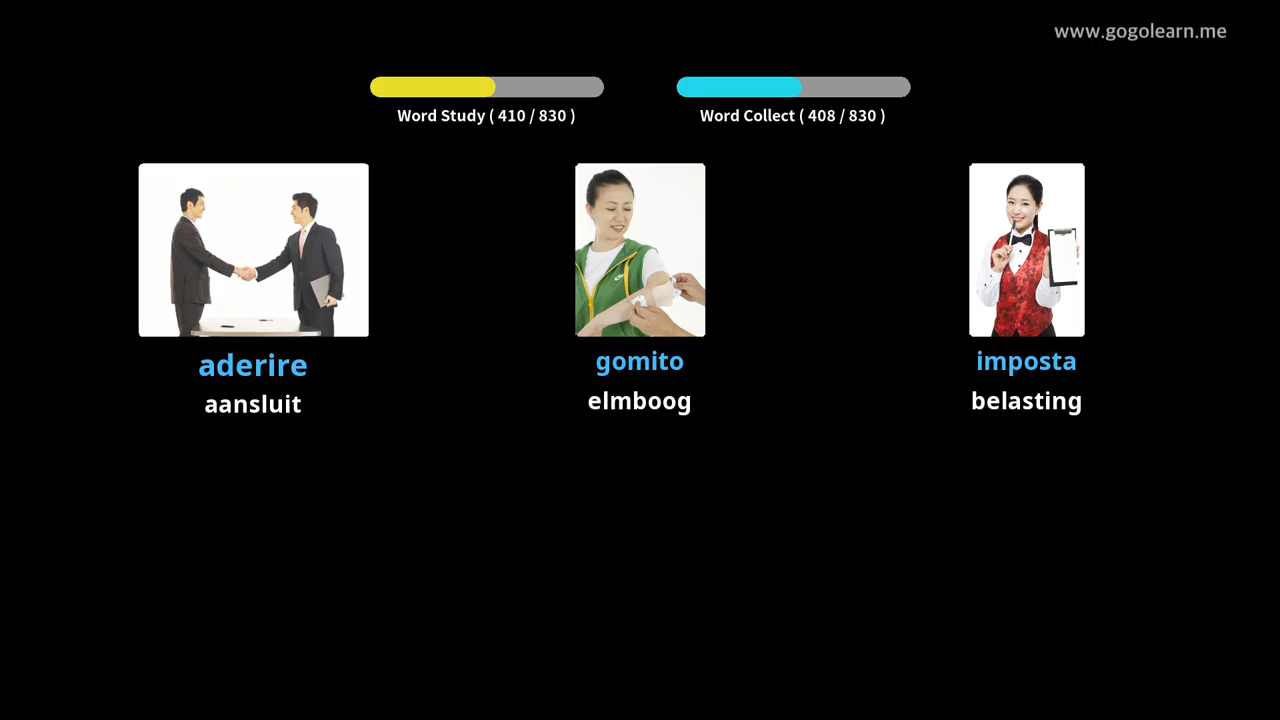 www.gogolearn.me
Word Study ( 410 / 830 )
Word Collect ( 408 / 830 )
aderire
aansluit
gomito
elmboog
imposta
belasting